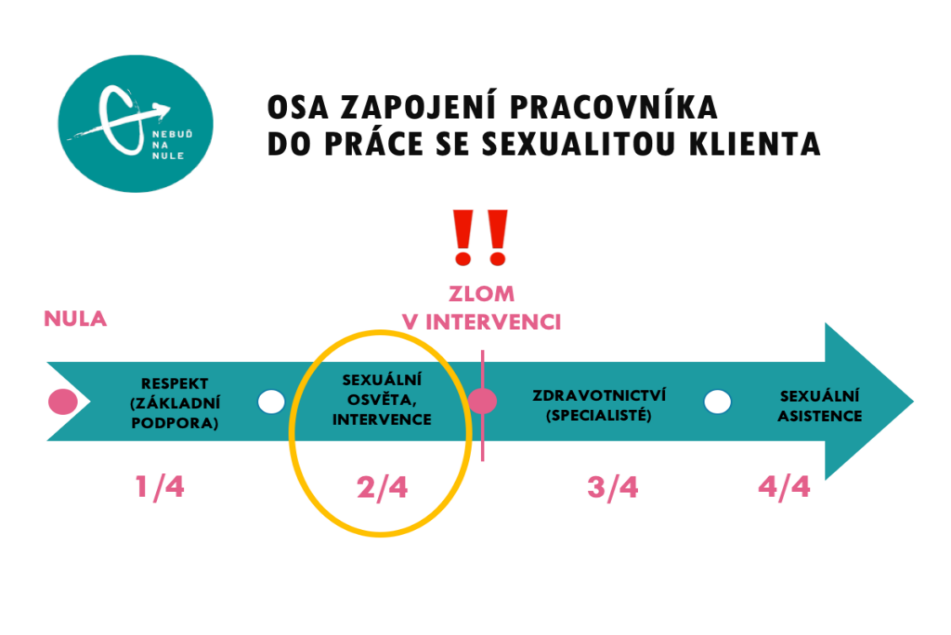 NEBUĎ
NA
NULE
OSA ZAPOJENÍ PRACOVNÍKA
DO PRÁCE SE SEXUALITOU KLIENTA
!!
ZLOM
V INTERVENCI
NULA
RESPEKT
(ZÁKLADNÍ
PODPORA)
SEXUÁLNÍ
OSVĚTA,
INTERVENCE
ZDRAVOTNICTVÍ
(SPECIALISTÉ)
SEXUÁLNÍ
ASISTENCE
1/4
2/4
3/4
4/4